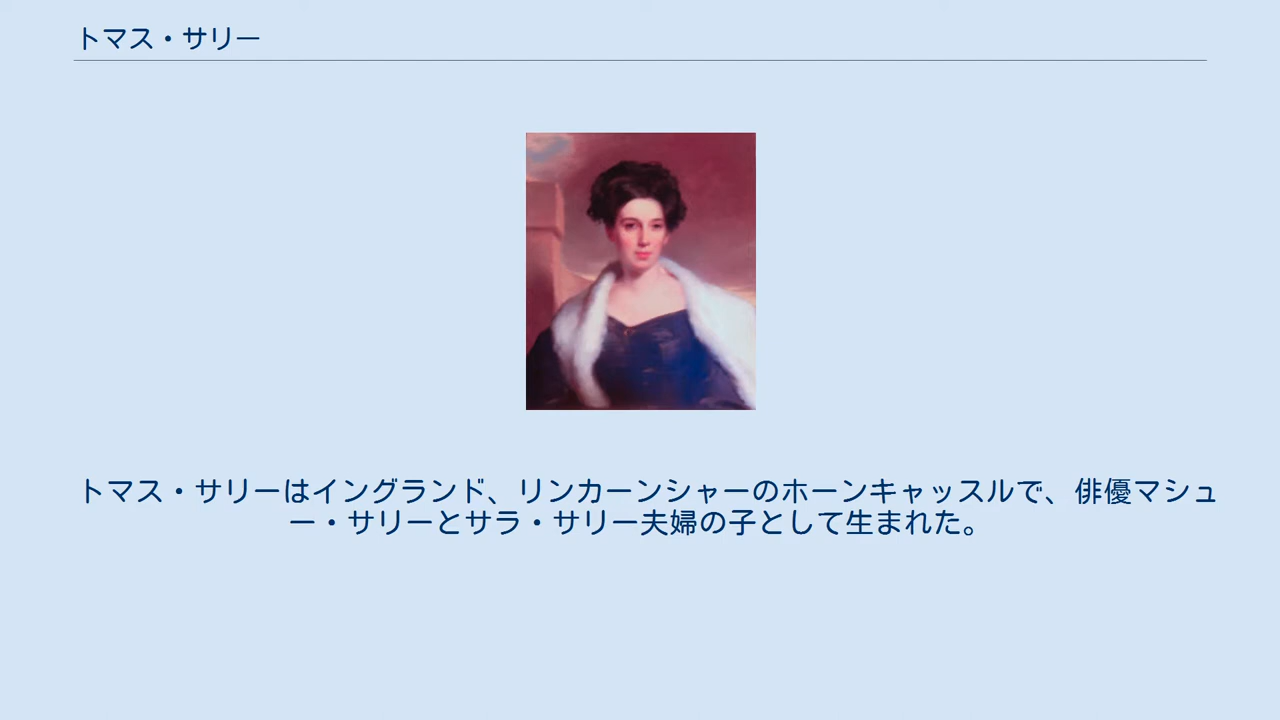 トマス・サリー
トマス・サリーはイングランド、リンカーンシャーのホーンキャッスルで、俳優マシュ
ー・サリーとサラ・サリー夫婦の子として生まれた。